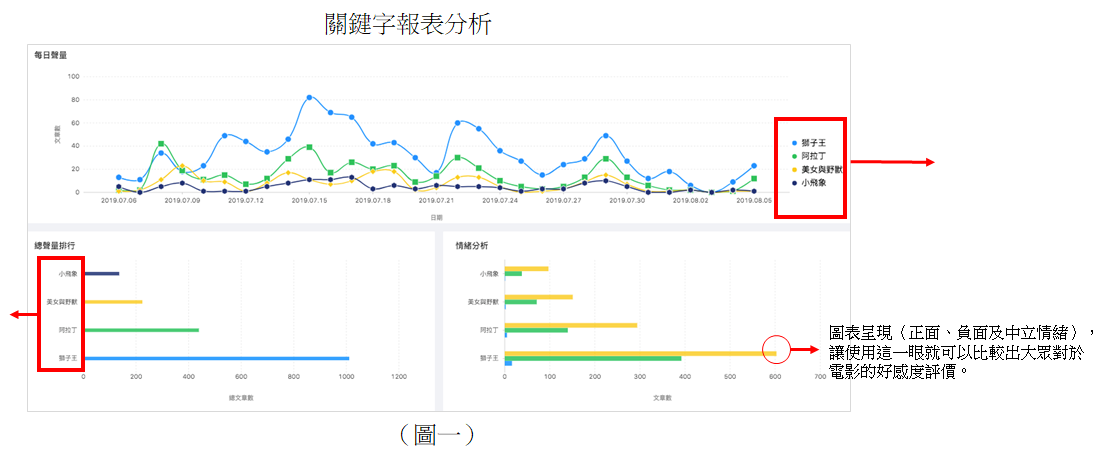 關鍵字報表分析
每日聲量
100
80
60
40
20
0
文章數
2019.07.06
2019.07.09
2019.07.12
2019.07.15
2019.07.18
2019.07.21
2019.07.24
2019.07.27
2019.07.30
2019.08.02
2019.08.05
日期
獅子王
阿拉丁
美女與野獸
小飛象
總聲量排行
小飛象
美女與野獸
阿拉丁
獅子王
0
200
400
600
800
1000
1200
總文章數
情緒分析
小飛象
美女與野獸
阿拉丁
獅子王
0
100
200
300
400
500
600
700
文章數
圖表呈現（正面、負面及中立情緒），
讓使用這一眼就可以比較出大眾對於
電影的好感度評價。
（圖一）